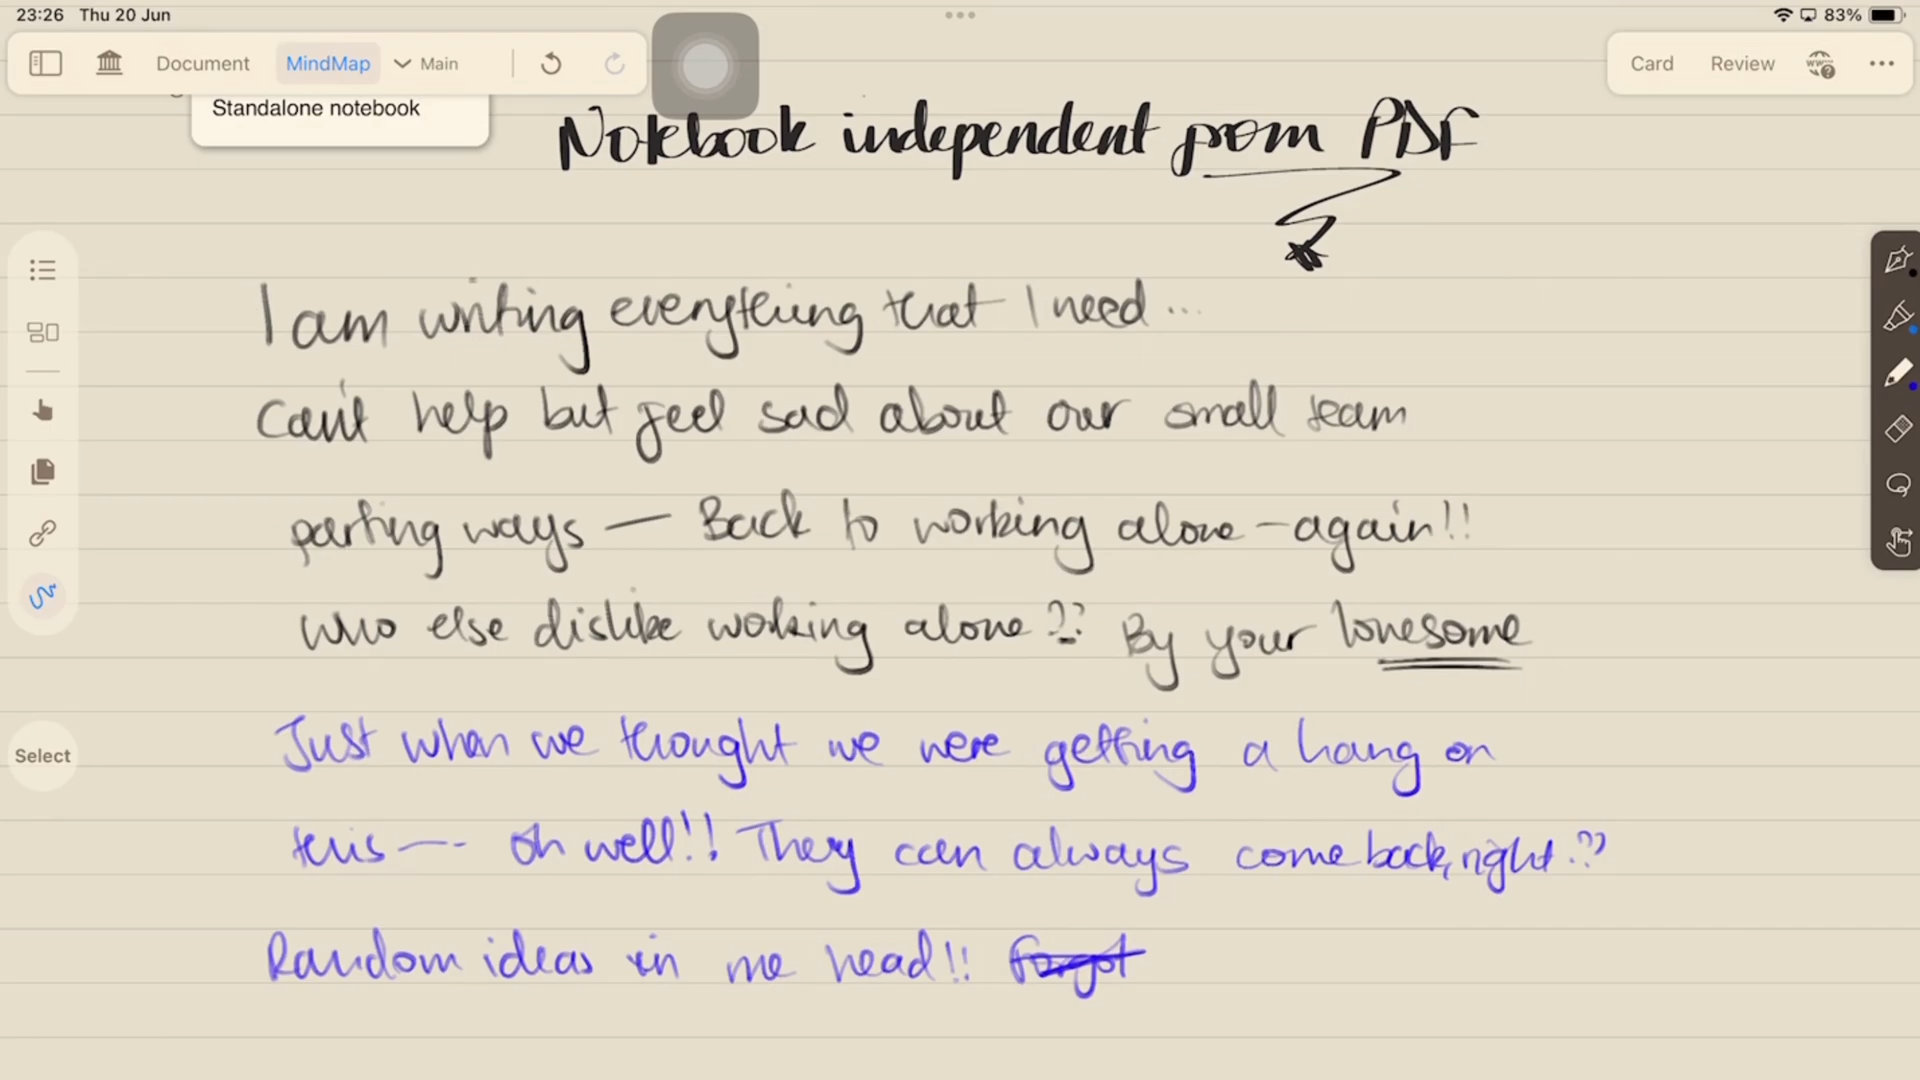 23:26 Thu 20 Jun
83%
Document MindMap Main
Card Review
Standalone notebook
Notebook independent from PDF
I am writing everything that I need...
Can't help but feel sad about our small team
parting ways — Back to working alone - again!!
who else dislike working alone?? By your lonesome
Just when we thought we were getting a hang on
Select
this --- oh well!! They can always come back, right??
Random ideas in me head!! Forgot